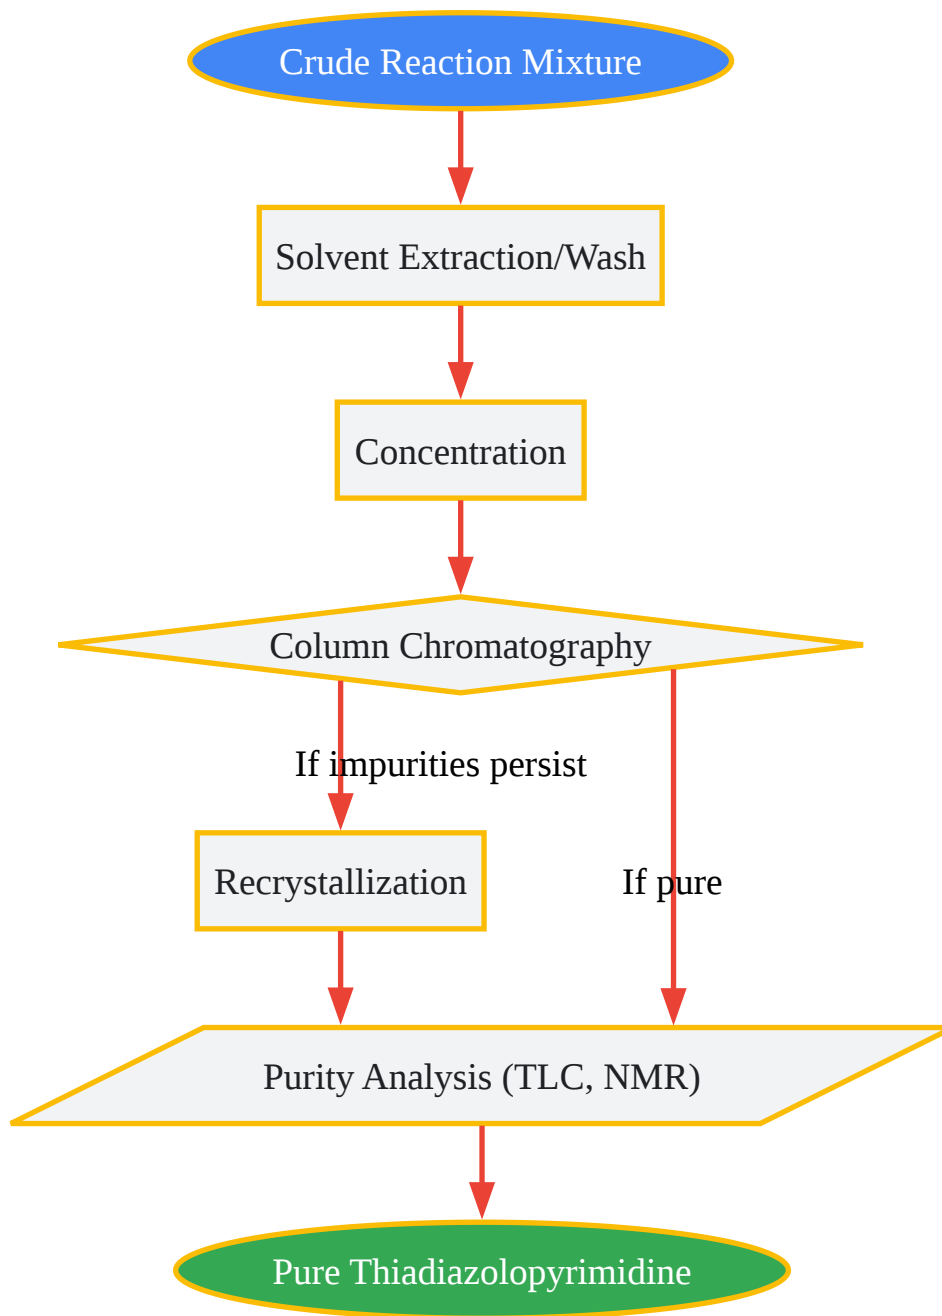 Crude Reaction Mixture
Solvent Extraction/Wash
Concentration
Column Chromatography
If impurities persist
Recrystallization
If pure
Purity Analysis (TLC, NMR)
Pure Thiadiazolopyrimidine